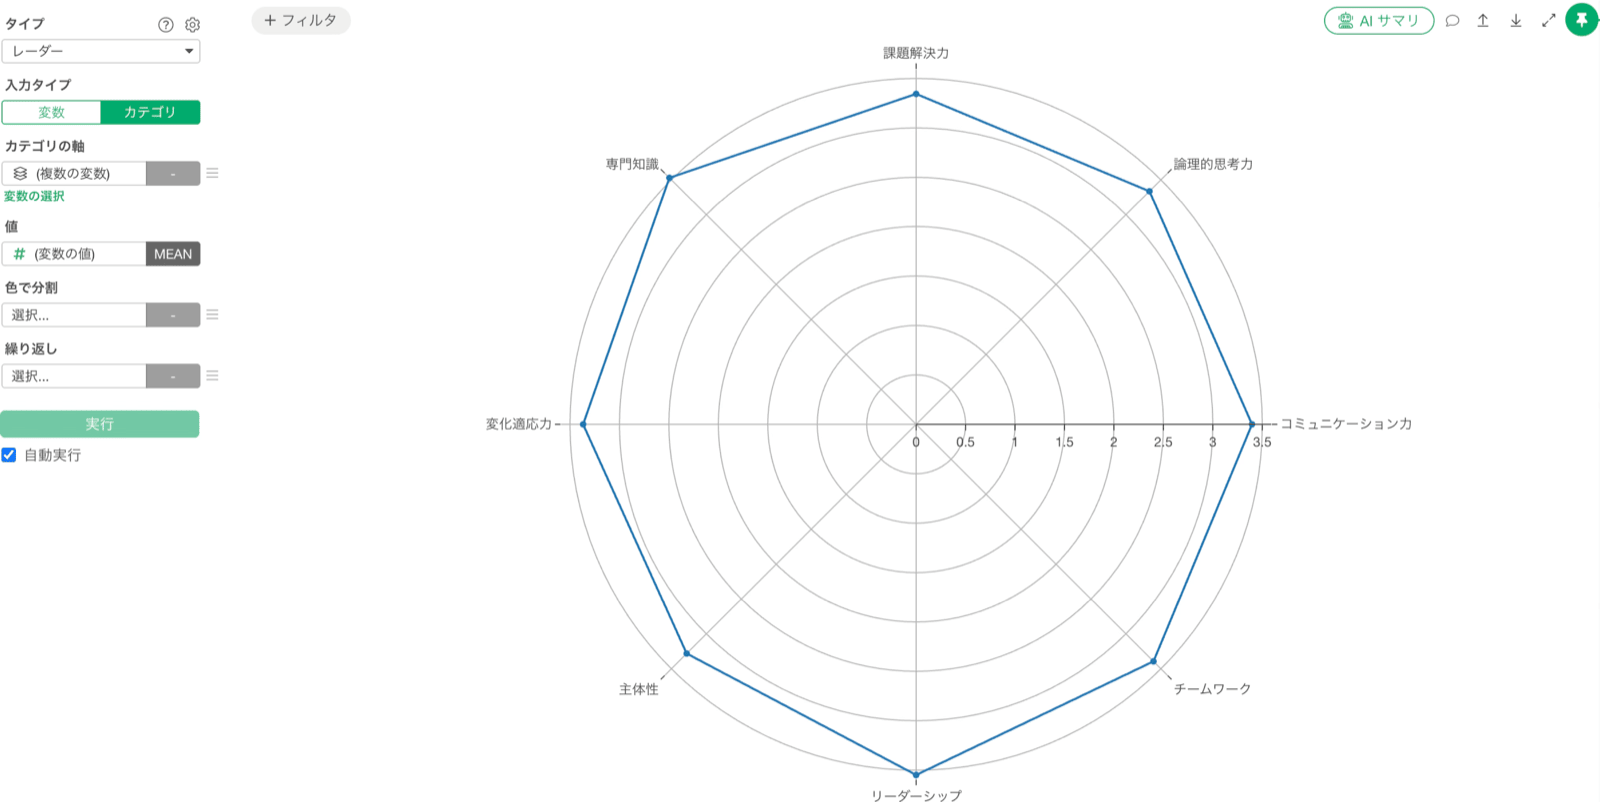 タイプ
レーダー
入力タイプ
変数 カテゴリ
カテゴリの軸
(複数の変数) -
変数の選択
値
# (変数の値) MEAN
色で分割
選択... -
繰り返し
選択... -
実行
自動実行
+ フィルタ
AI サマリ
課題解決力
専門知識
論理的思考力
変化適応力
コミュニケーション力
0 0.5 1 1.5 2 2.5 3 3.5
主体性
チームワーク
リーダーシップ